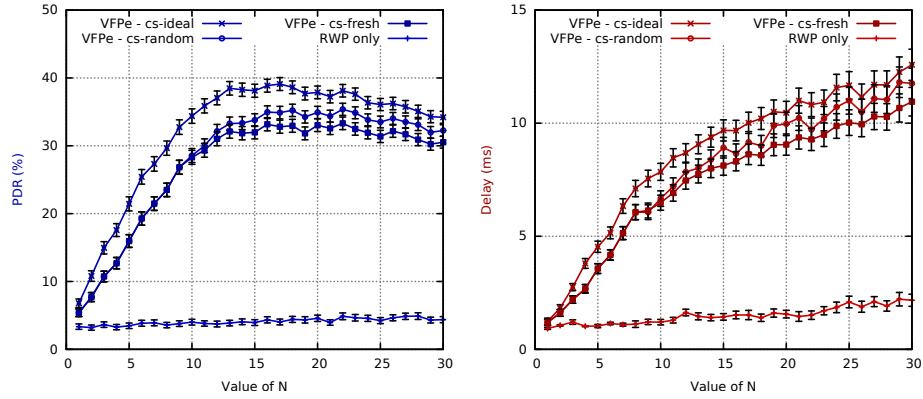 VFPe - cs-ideal
VFPe - cs-random
VFPe - cs-fresh
RWP only
PDR (%)
50
40
30
20
10
0
0 5 10 15 20 25 30
Value of N
VFPe - cs-ideal
VFPe - cs-random
VFPe - cs-fresh
RWP only
Delay (ms)
15
10
5
0
0 5 10 15 20 25 30
Value of N